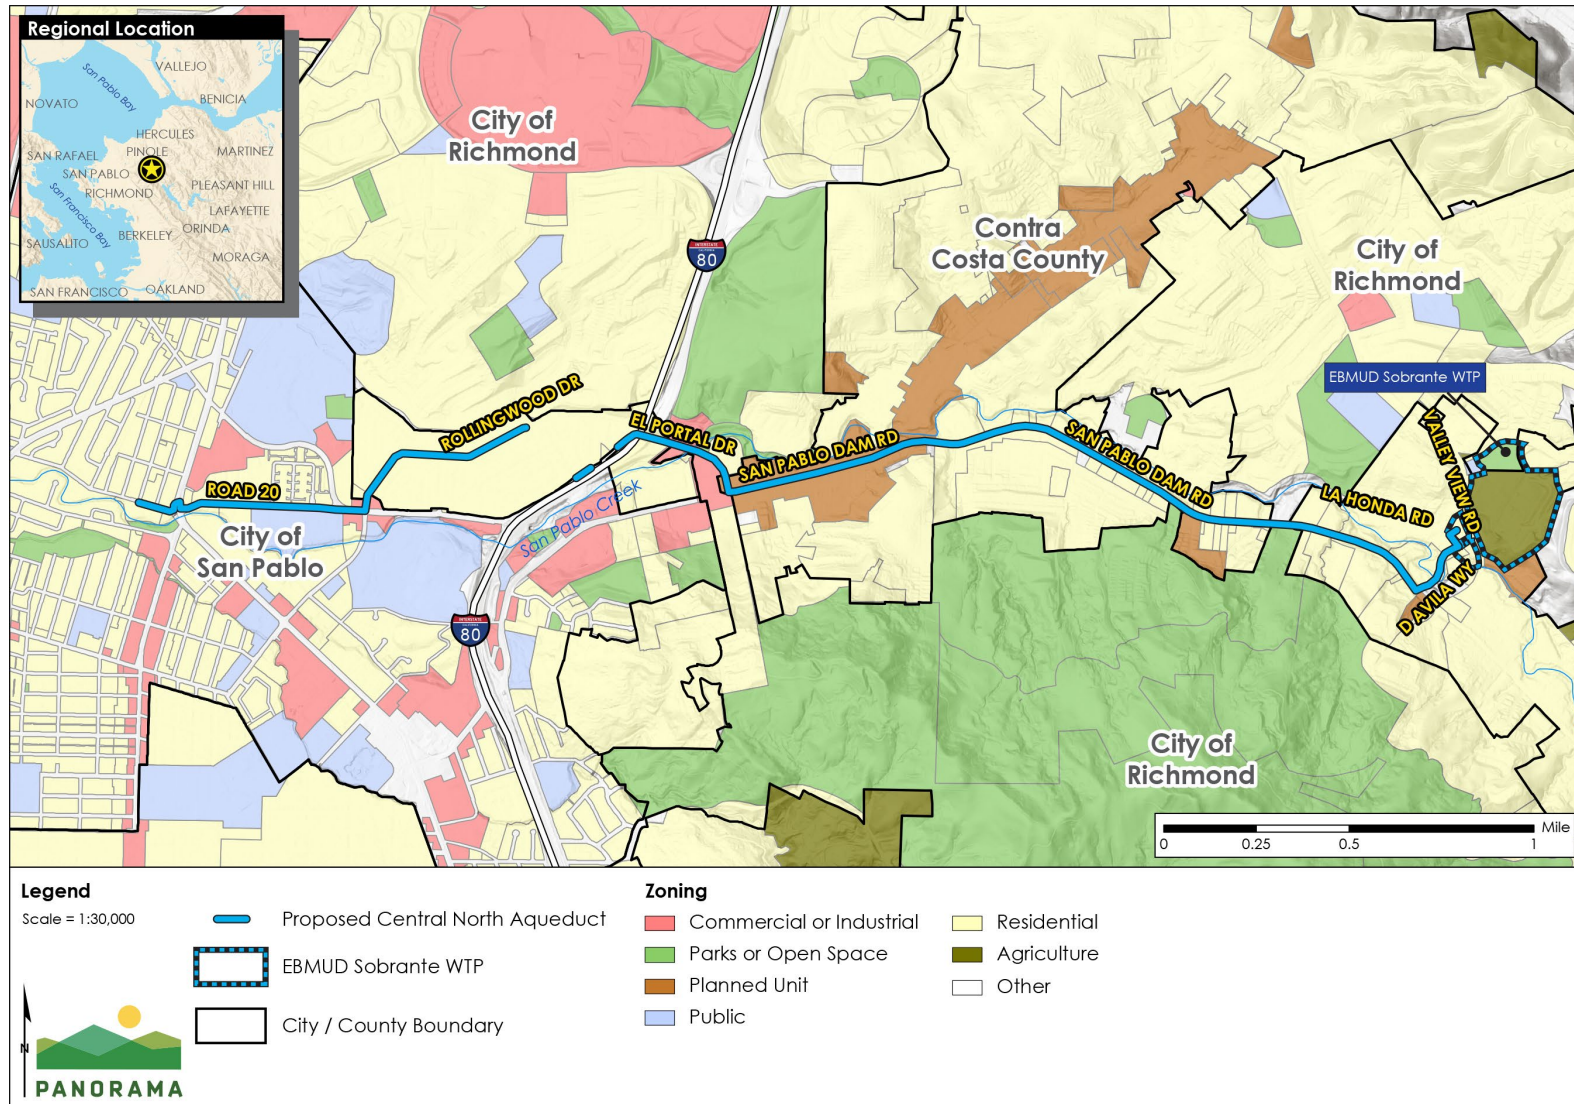 Regional Location
San Pablo Bay
VALLEJO
NOVATO
BENICIA
HERCULES
PINOLE
SAN RAFAEL
MARTINEZ
SAN PABLO
RICHMOND
PLEASANT HILL
San Francisco Bay
LAFAYETTE
ORINDA
BERKELEY
SAUSALITO
MORAGA
SAN FRANCISCO
OAKLAND
City of
Richmond
INTERSTATE
CALIFORNIA
80
Contra
Costa County
City of
Richmond
EBMUD Sobrante WTP
ROLLINGWOOD DR
EL PORTAL DR
SAN PABLO DAM RD
SAN PABLO DAM RD
VALLEY VIEW RD
LA HONDA RD
ROAD 20
San Pablo Creek
City of
San Pablo
D AVILA WY
INTERSTATE
CALIFORNIA
80
City of
Richmond
Mile
0 0.25 0.5 1
Legend
Scale = 1:30,000
Proposed Central North Aqueduct
EBMUD Sobrante WTP
City / County Boundary
N
PANORAMA
Zoning
Commercial or Industrial
Parks or Open Space
Planned Unit
Public
Residential
Agriculture
Other